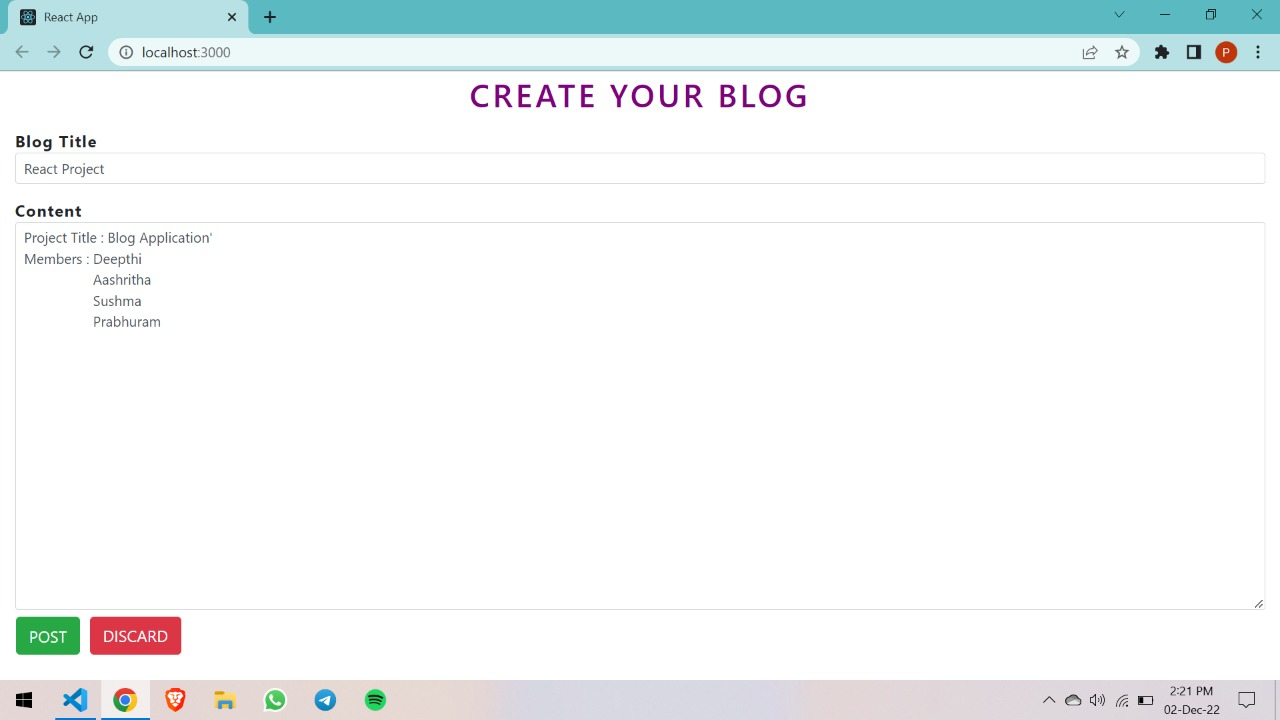 React App
localhost:3000
P
CREATE YOUR BLOG
Blog Title
React Project
Content
Project Title : Blog Application'
Members : Deepthi
Aashritha
Sushma
Prabhuram
POST DISCARD
2:21 PM
02-Dec-22